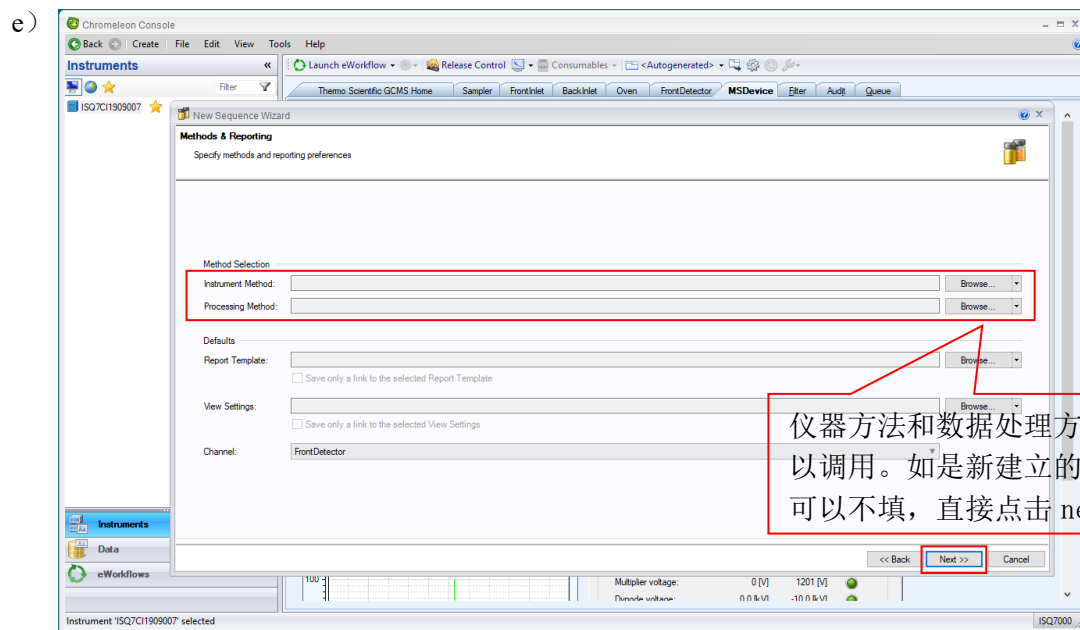 e）
Chromeleon Console
Back Create File Edit View Tools Help
Instruments «
Launch eWorkflow Release Control Consumables <Autogenerated>
Filter
Thermo Scientific GCMS Home Sampler FrontInlet BackInlet Oven FrontDetector MSDevice Filter Audit Queue
ISQ7CI1909007
New Sequence Wizard
Methods & Reporting
Specify methods and reporting preferences
Method Selection
Instrument Method: Browse...
Processing Method: Browse...
Defaults
Report Template: Browse...
Save only a link to the selected Report Template
View Settings: Browse...
Save only a link to the selected View Settings
Channel: FrontDetector
仪器方法和数据处理方
以调用。如是新建立的
可以不填，直接点击 ne
Instruments
Data
eWorkflows
<< Back Next >> Cancel
100
Multiplier voltage: 0 [V] 1201 [V]
Dynode voltage: 0.0 [kV] -10.0 [kV]
Instrument 'ISQ7CI1909007' selected
ISQ7000